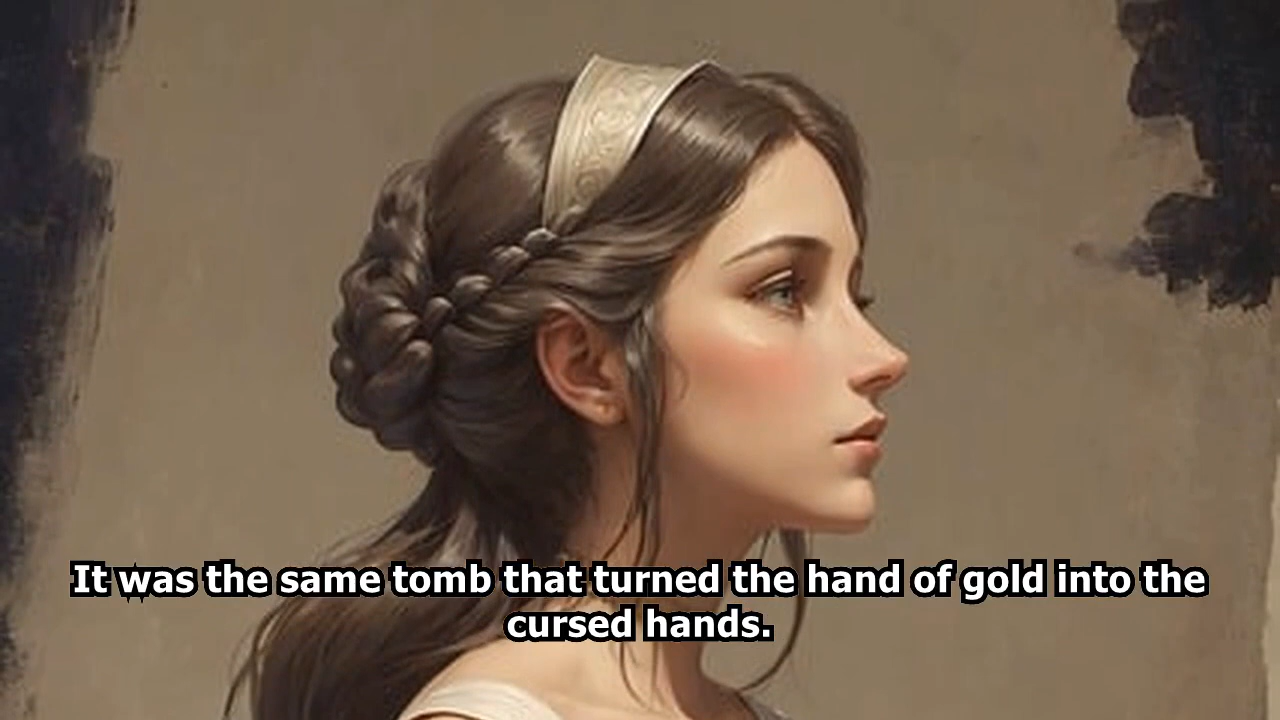 It was the same tomb that turned the hand of gold into the
cursed hands.